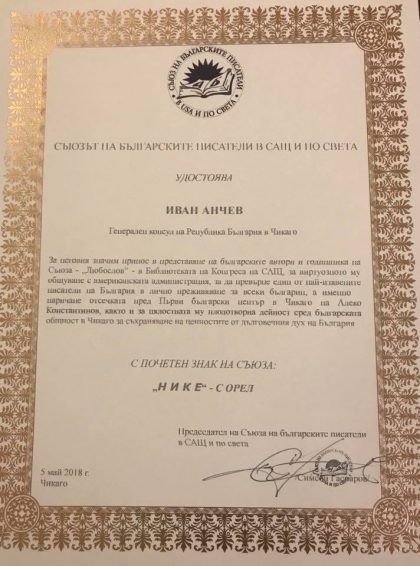 СЪЮЗ НА БЪЛГАРСКИТЕ ПИСАТЕЛИ
В USA И ПО СВЕТА
СЪЮЗЪТ НА БЪЛГАРСКИТЕ ПИСАТЕЛИ В САЩ И ПО СВЕТА
УДОСТОЯВА
ИВАН АНЧЕВ
Генерален консул на Република България в Чикаго
За неговия значим принос в представяне на българските автори и годишника на
Съюза - „Любослов“ - в Библиотеката на Конгреса на САЩ, за виртуозното му
общуване с американската администрация, за да превърне един от най-извисените
писатели на България в лично преживяване за всеки българин, а именно
наричане отсечката пред Първи български център в Чикаго на Алеко
Константинов, както и за цялостната му плодотворна дейност сред българската
общност в Чикаго за съхраняване на ценностите от дълговечния дух на България
С ПОЧЕТЕН ЗНАК НА СЪЮЗА:
„НИКЕ“ - С ОРЕЛ
Председател на Съюза на българските писатели
в САЩ и по света
5 май 2018 г.
/Симеон Гаспаров/
Чикаго